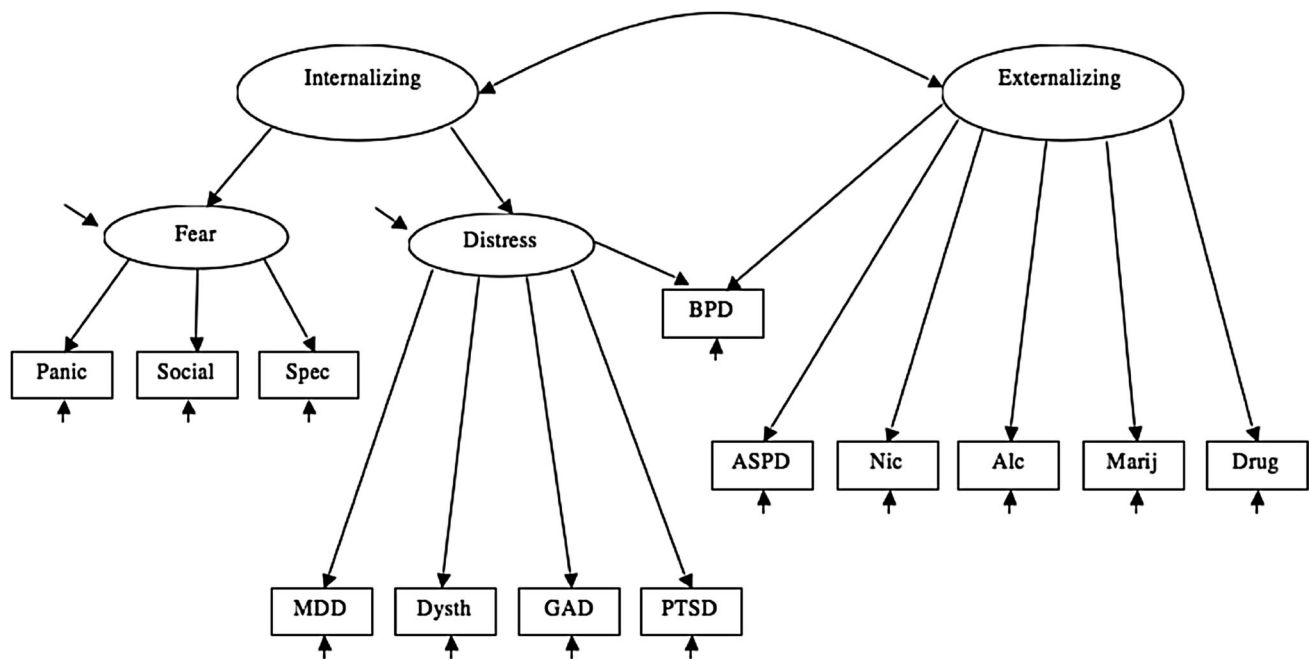 Internalizing
Externalizing
Fear
Distress
BPD
Panic
Social
Spec
ASPD
Nic
Alc
Marij
Drug
MDD
Dysth
GAD
PTSD